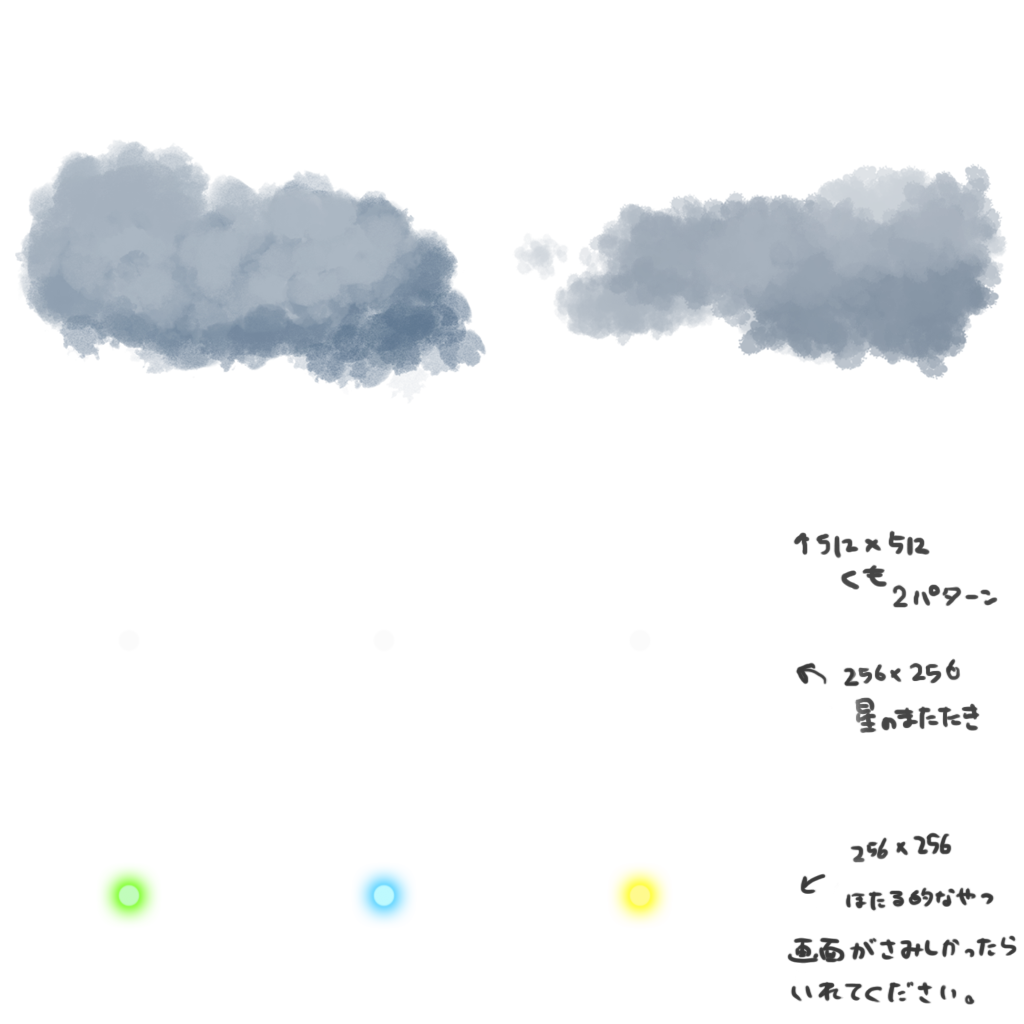 ↑512×512
くも
2パターン
← 256×256
星のまたたき
256×256
← ほたる的なやつ
画面がさみしかったら
いれてください。